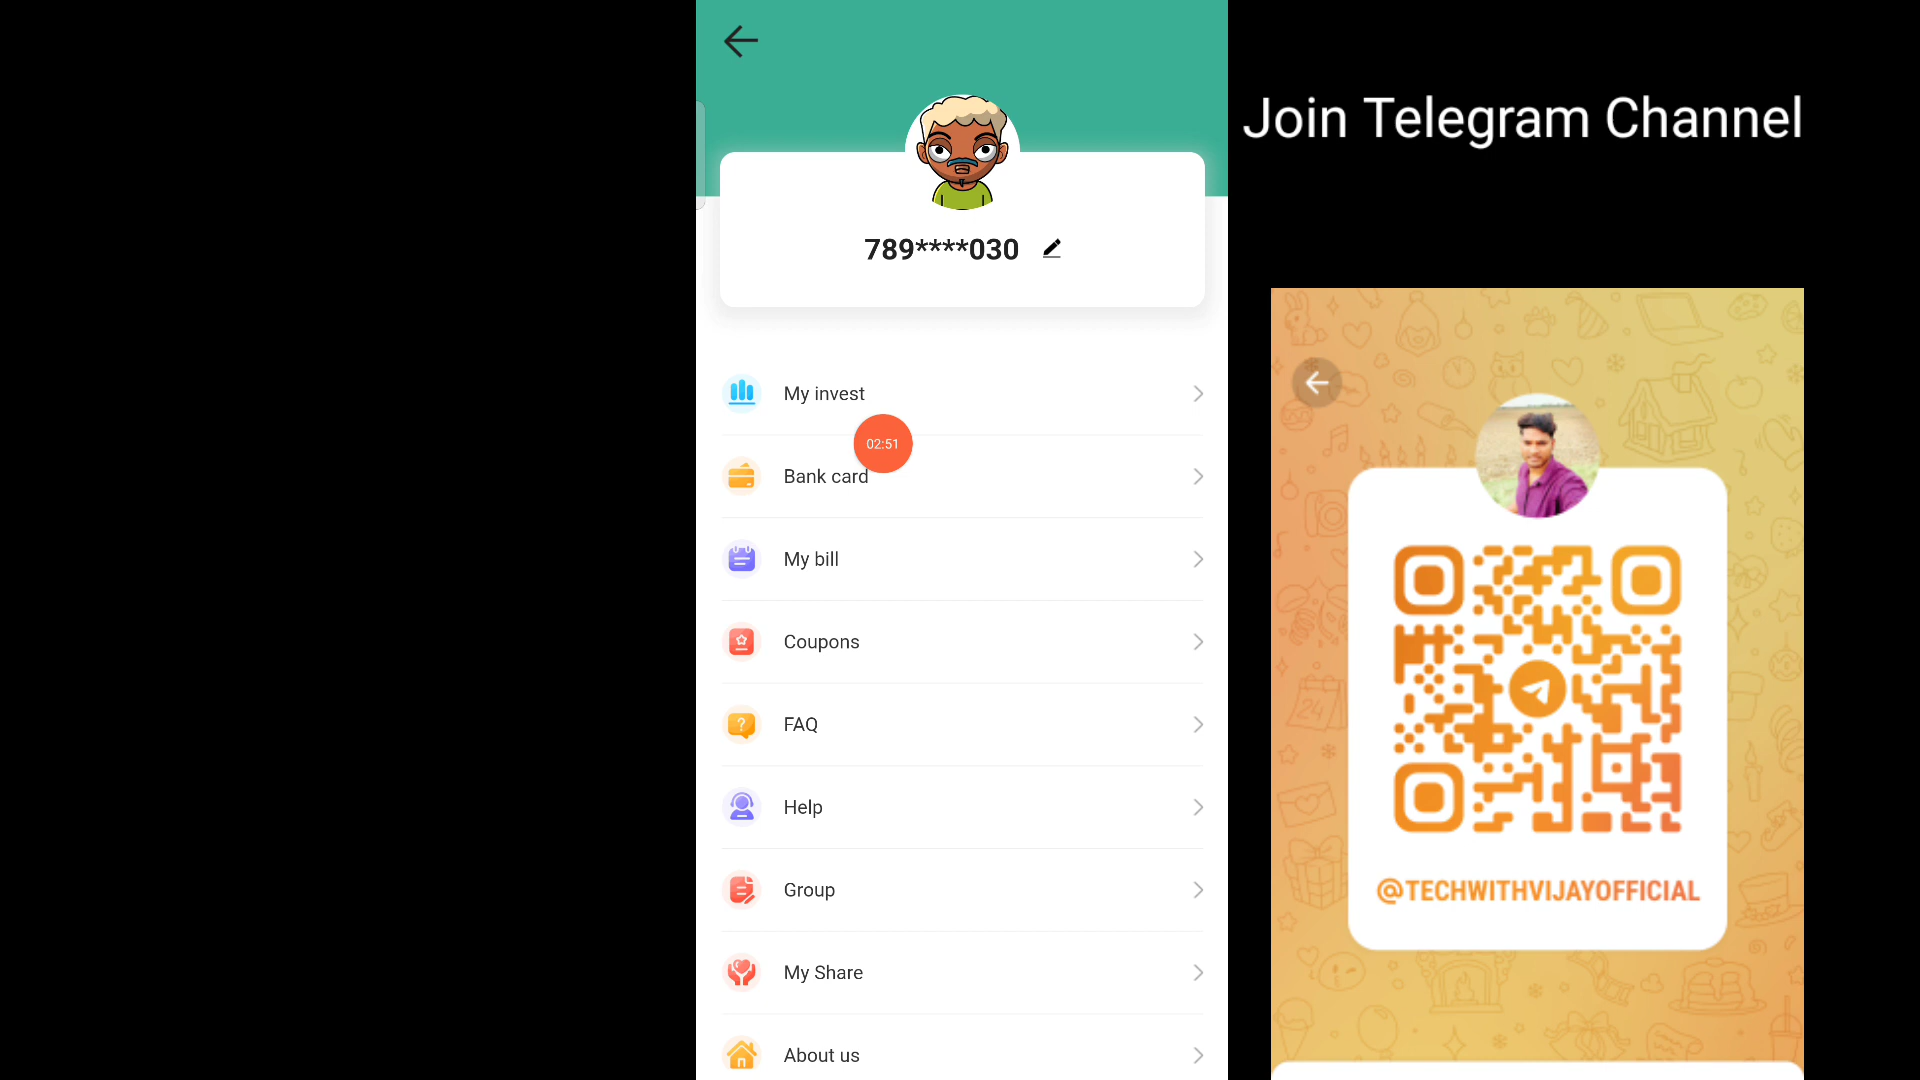 Join Telegram Channel
789****030
My invest
02:51
Bank card
My bill
Coupons
FAQ
Help
Group
My Share
About us
@TECHWITHVIJAYOFFICIAL